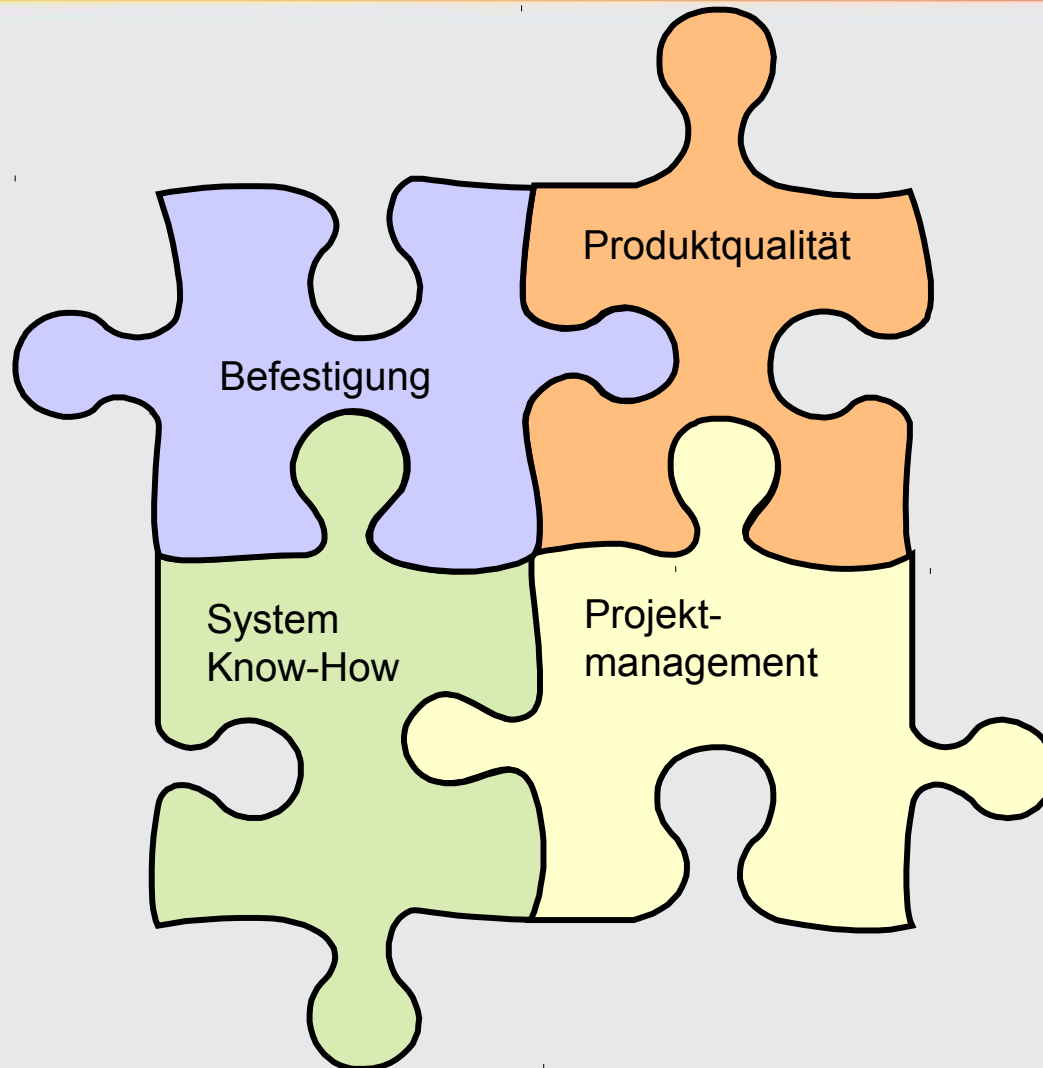 Produktqualität
Befestigung
System
Know-How
Projekt-
management